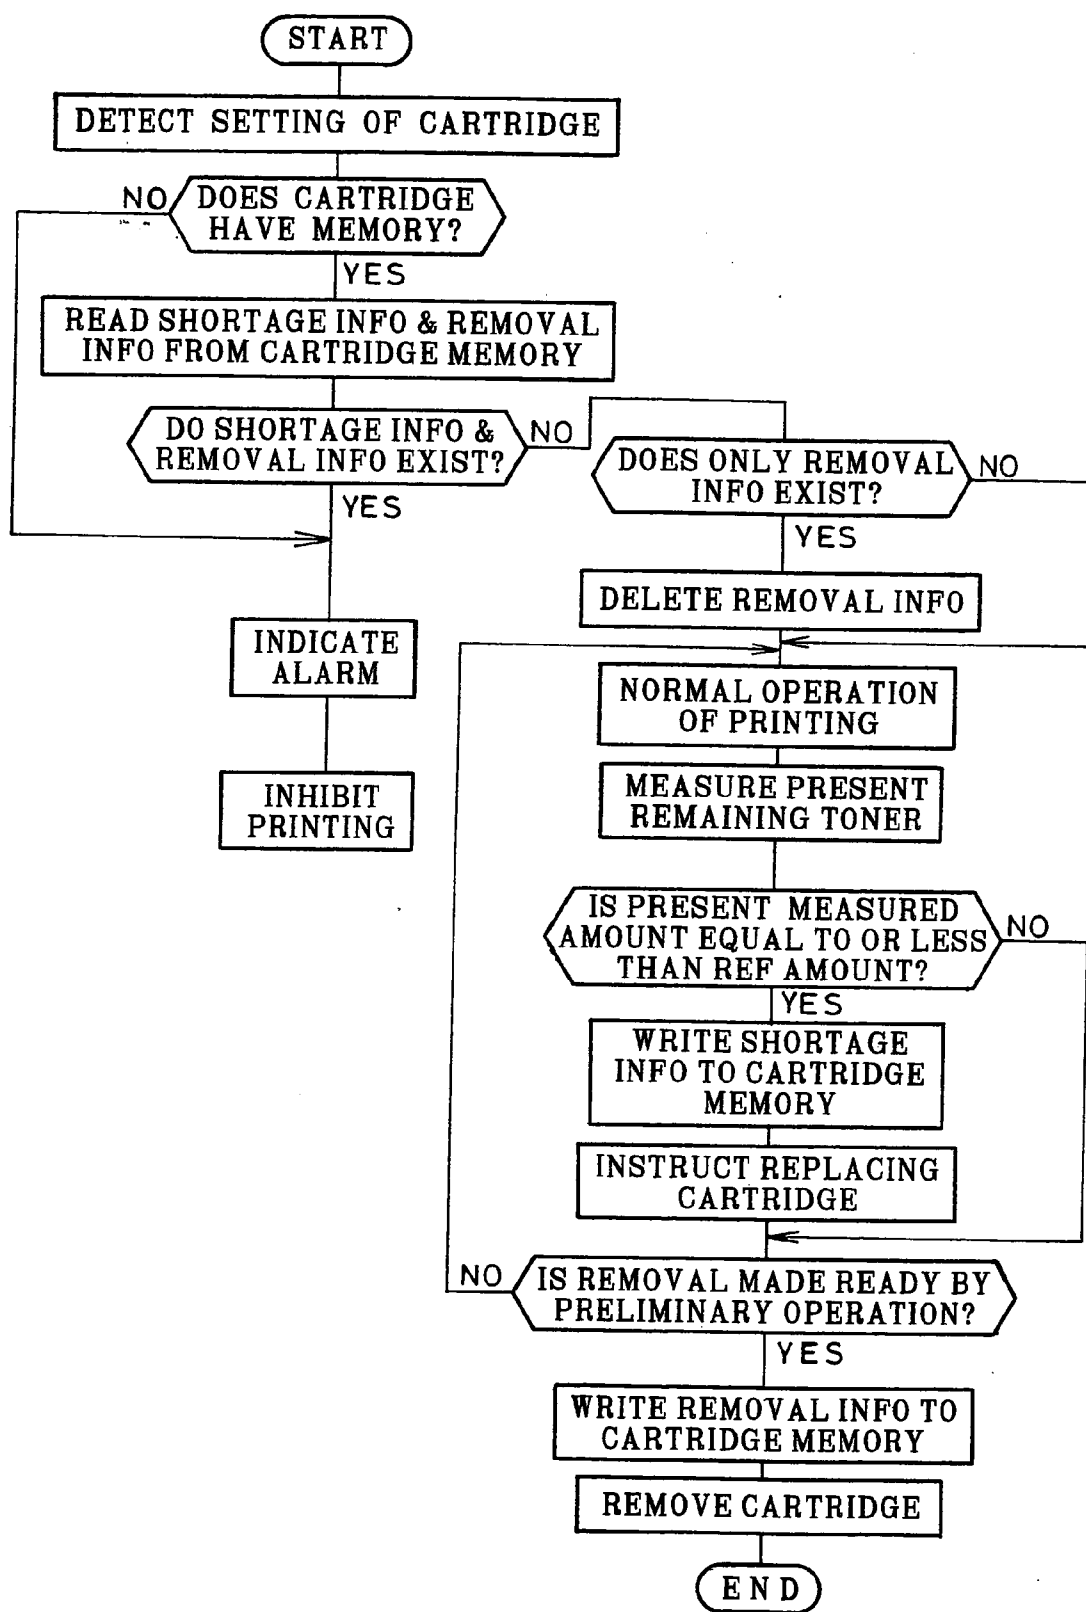 START
DETECT SETTING OF CARTRIDGE
NO
DOES CARTRIDGE
HAVE MEMORY?
YES
READ SHORTAGE INFO & REMOVAL
INFO FROM CARTRIDGE MEMORY
DO SHORTAGE INFO &
REMOVAL INFO EXIST?
NO
YES
INDICATE
ALARM
INHIBIT
PRINTING
DOES ONLY REMOVAL
INFO EXIST?
NO
YES
DELETE REMOVAL INFO
NORMAL OPERATION
OF PRINTING
MEASURE PRESENT
REMAINING TONER
IS PRESENT MEASURED
AMOUNT EQUAL TO OR LESS
THAN REF AMOUNT?
NO
YES
WRITE SHORTAGE
INFO TO CARTRIDGE
MEMORY
INSTRUCT REPLACING
CARTRIDGE
NO
IS REMOVAL MADE READY BY
PRELIMINARY OPERATION?
YES
WRITE REMOVAL INFO TO
CARTRIDGE MEMORY
REMOVE CARTRIDGE
END